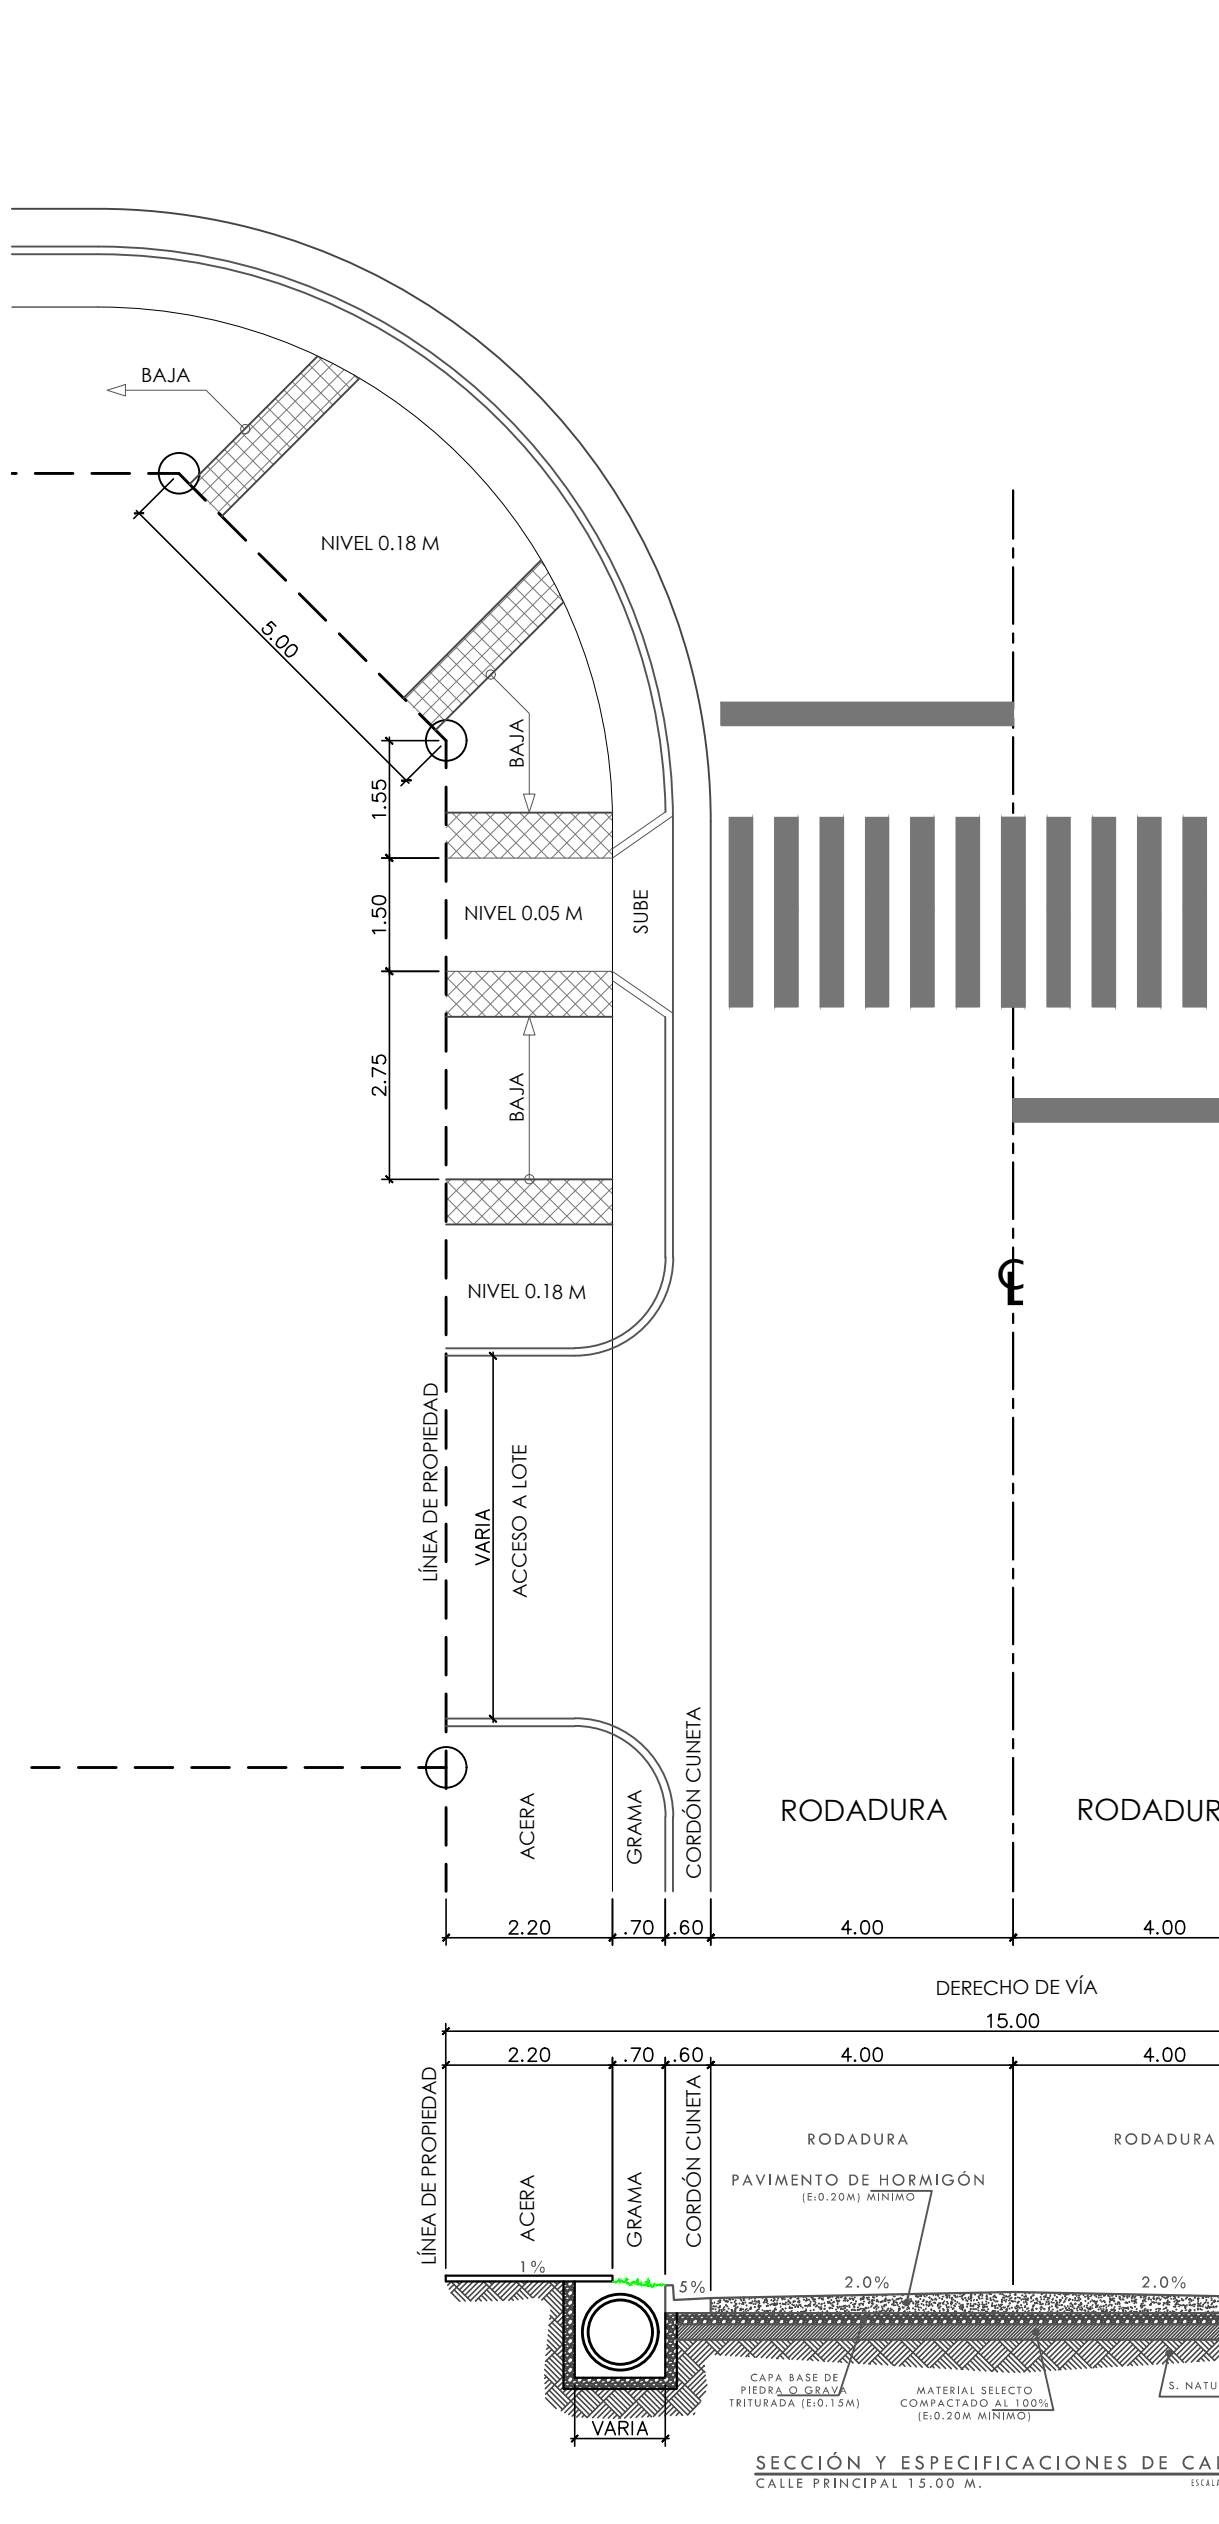 BAJA
NIVEL 0.18 M
5.00
BAJA
1.55
1.50
NIVEL 0.05 M
SUBE
2.75
BAJA
NIVEL 0.18 M
LÍNEA DE PROPIEDAD
VARIA
ACCESO A LOTE
ACERA
GRAMA
CORDÓN CUNETA
RODADURA
RODADUR
2.20
.70
.60
4.00
4.00
DERECHO DE VÍA
15.00
2.20
.70
.60
4.00
4.00
LÍNEA DE PROPIEDAD
ACERA
GRAMA
CORDÓN CUNETA
RODADURA
RODADURA
PAVIMENTO DE HORMIGÓN
(E:0.20M) MINIMO
1%
5%
2.0%
2.0%
CAPA BASE DE
PIEDRA O GRAVA
TRITURADA (E:0.15M)
MATERIAL SELECTO
COMPACTADO AL 100%
(E:0.20M MINIMO)
S. NATU
VARIA
SECCIÓN Y ESPECIFICACIONES DE CAL
CALLE PRINCIPAL 15.00 M.
ESCALA